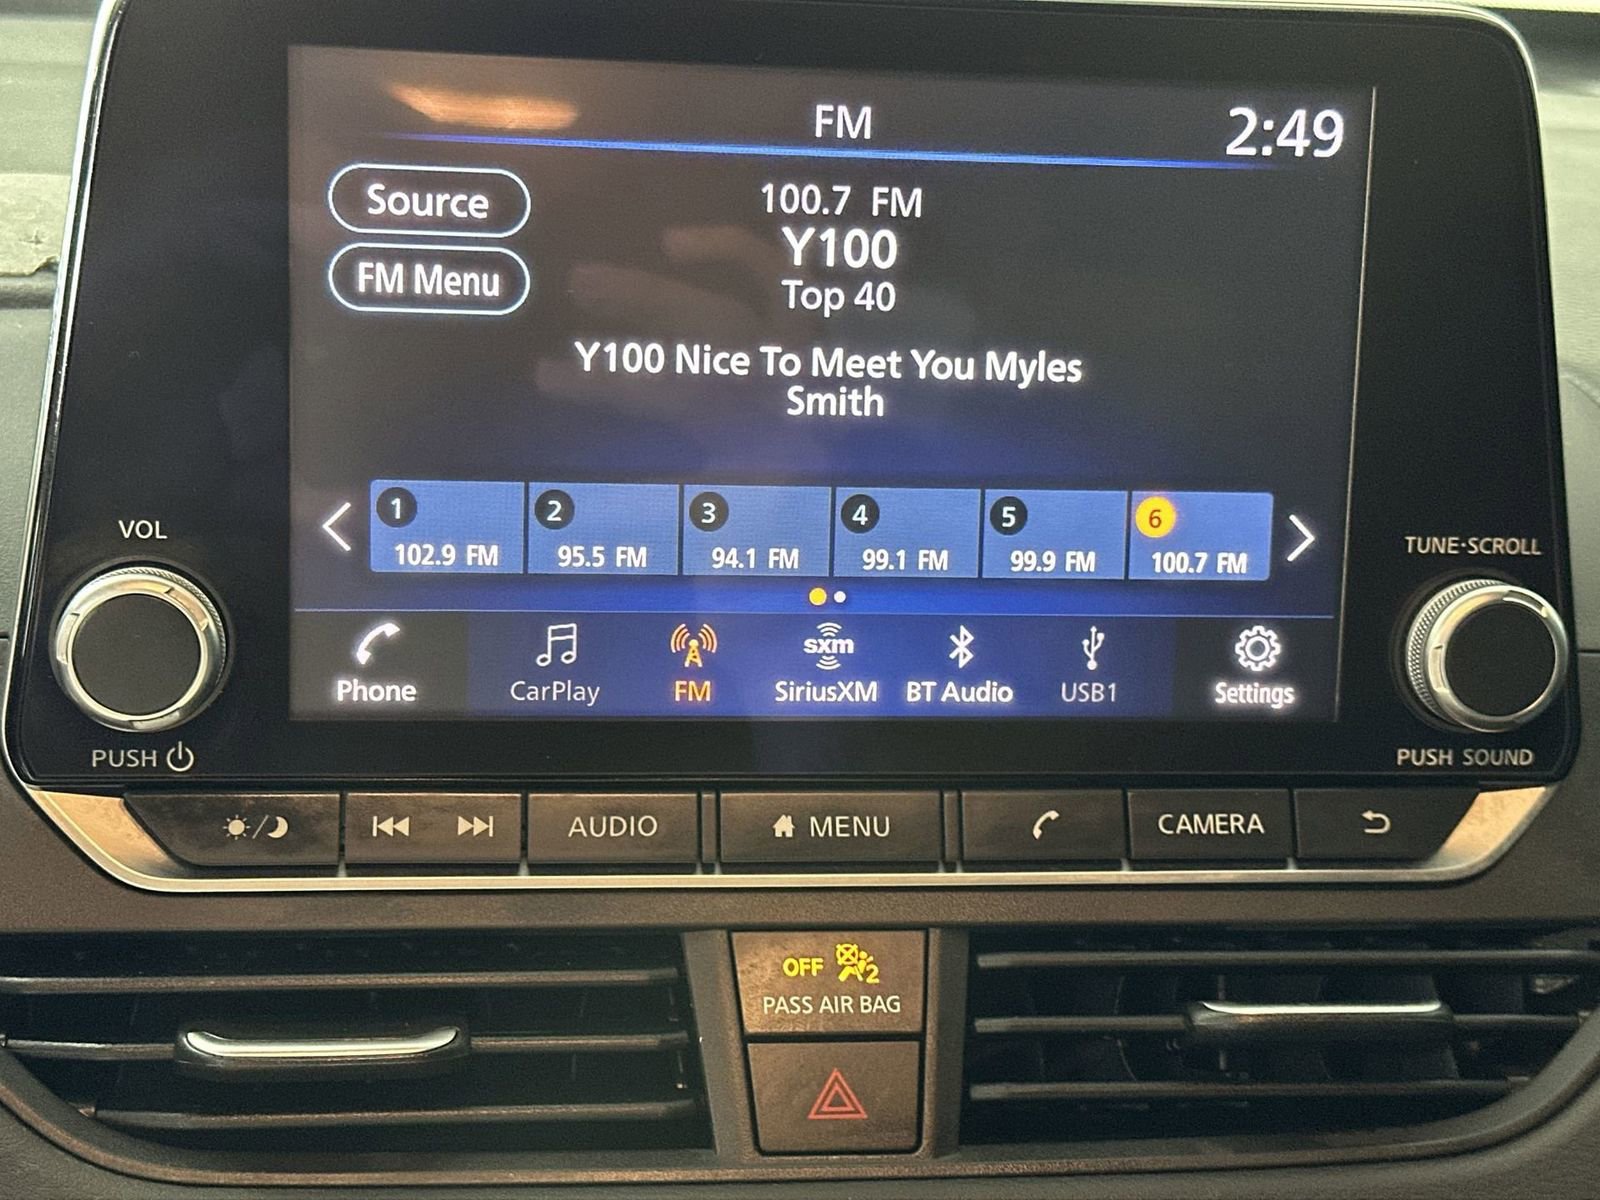 FM
2:49
Source
100.7 FM
Y100
FM Menu
Top 40
Y100 Nice To Meet You Myles
Smith
1
2
3
4
5
6
102.9 FM
95.5 FM
94.1 FM
99.1 FM
99.9 FM
100.7 FM
VOL
TUNE·SCROLL
sxm
Phone
CarPlay
FM
SiriusXM
BT Audio
USB1
Settings
PUSH
PUSH SOUND
AUDIO
MENU
CAMERA
OFF 2
PASS AIR BAG